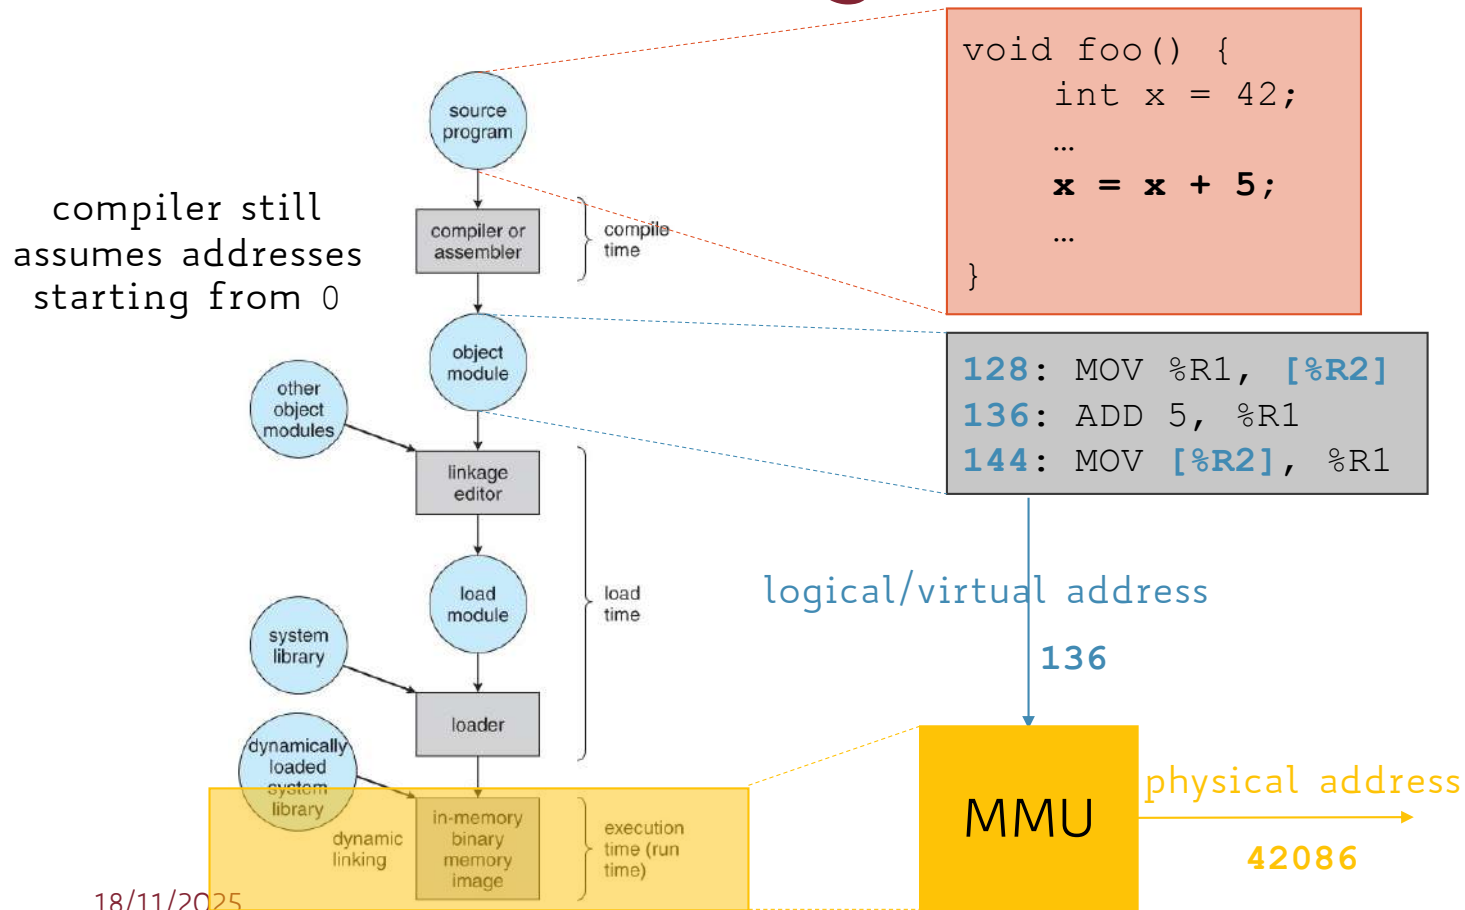 void foo() {
int x = 42;
…
x = x + 5;
…
}
source
program
compiler still
assumes addresses
starting from 0
compiler or
assembler
compile
time
object
module
128: MOV %R1, [%R2]
136: ADD 5, %R1
144: MOV [%R2], %R1
other
object
modules
linkage
editor
load
module
load
time
logical/virtual address
136
system
library
loader
dynamically
loaded
system
library
in-memory
binary
memory
image
dynamic
linking
execution
time (run
time)
MMU
physical address
42086
18/11/2025